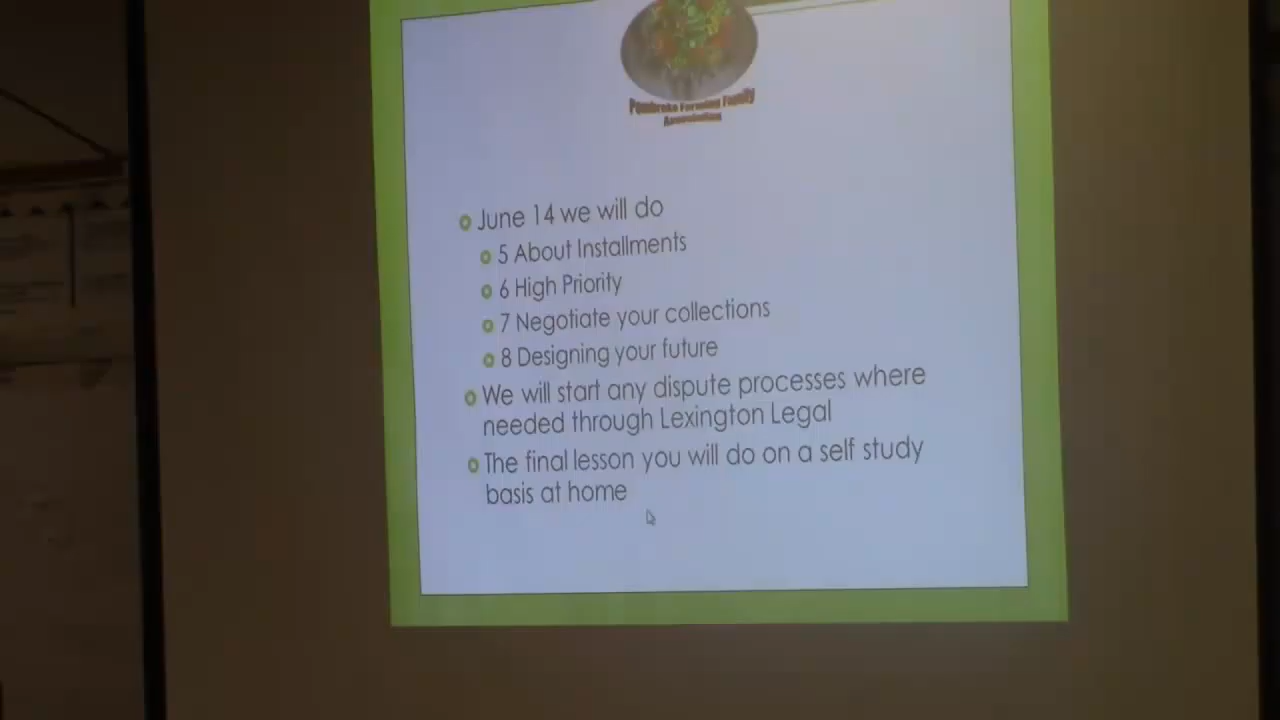 Pembroke Farming Family
Association
June 14 we will do
5 About Installments
6 High Priority
7 Negotiate your collections
8 Designing your future
We will start any dispute processes where
needed through Lexington Legal
The final lesson you will do on a self study
basis at home